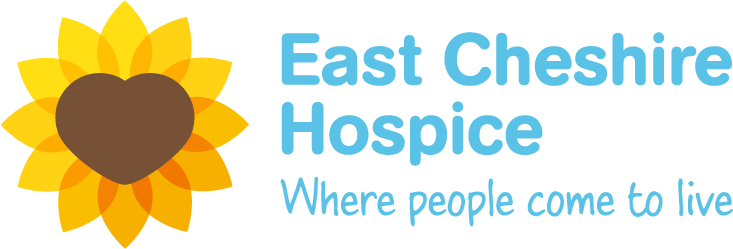 East Cheshire
Hospice
Where people come to live